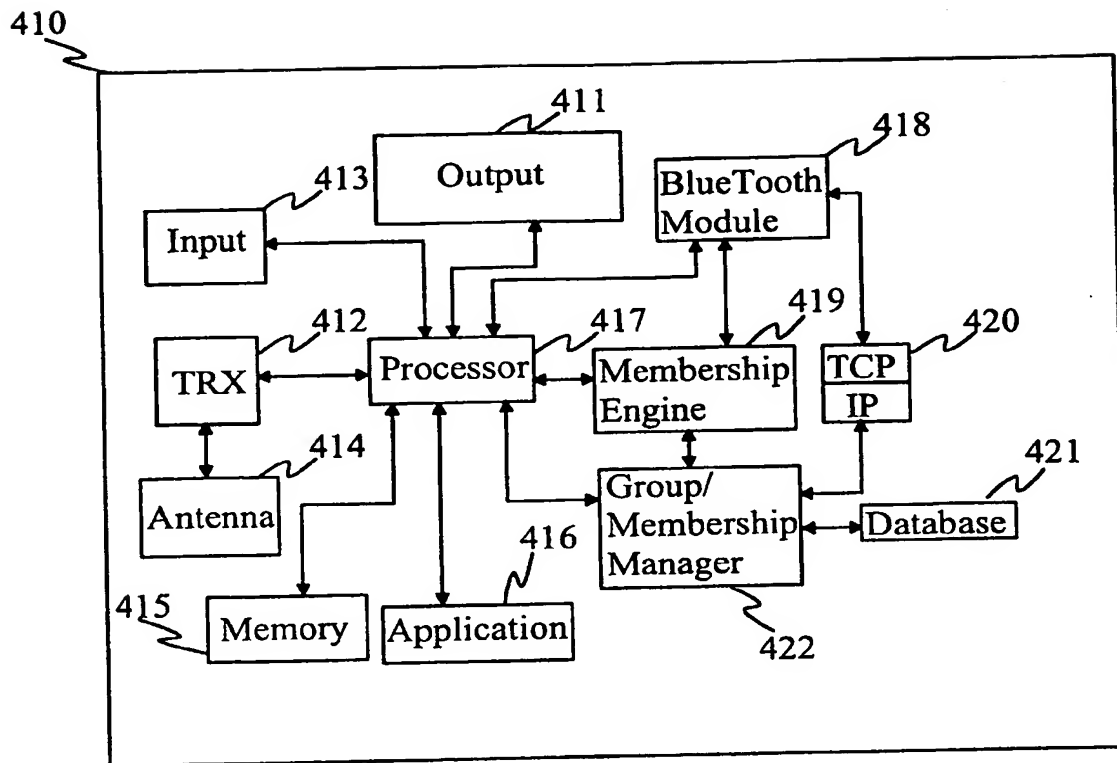 410
411
Output
418
BlueTooth
Module
413
Input
412
TRX
417
Processor
419
Membership
Engine
420
TCP
IP
414
Antenna
Group/
Membership
Manager
421
Database
416
Application
415
Memory
422